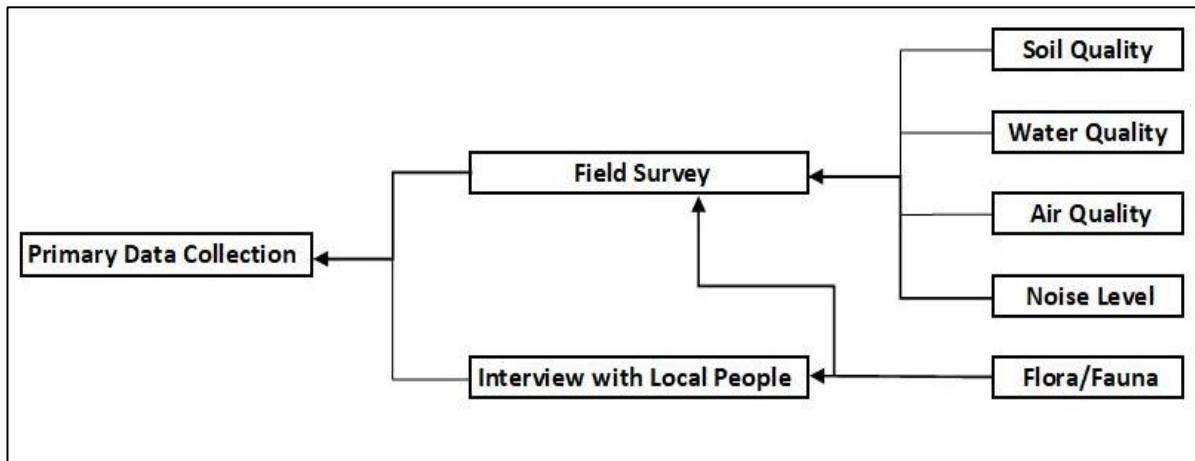 Soil Quality
Water Quality
Field Survey
Air Quality
Primary Data Collection
Noise Level
Interview with Local People
Flora/Fauna